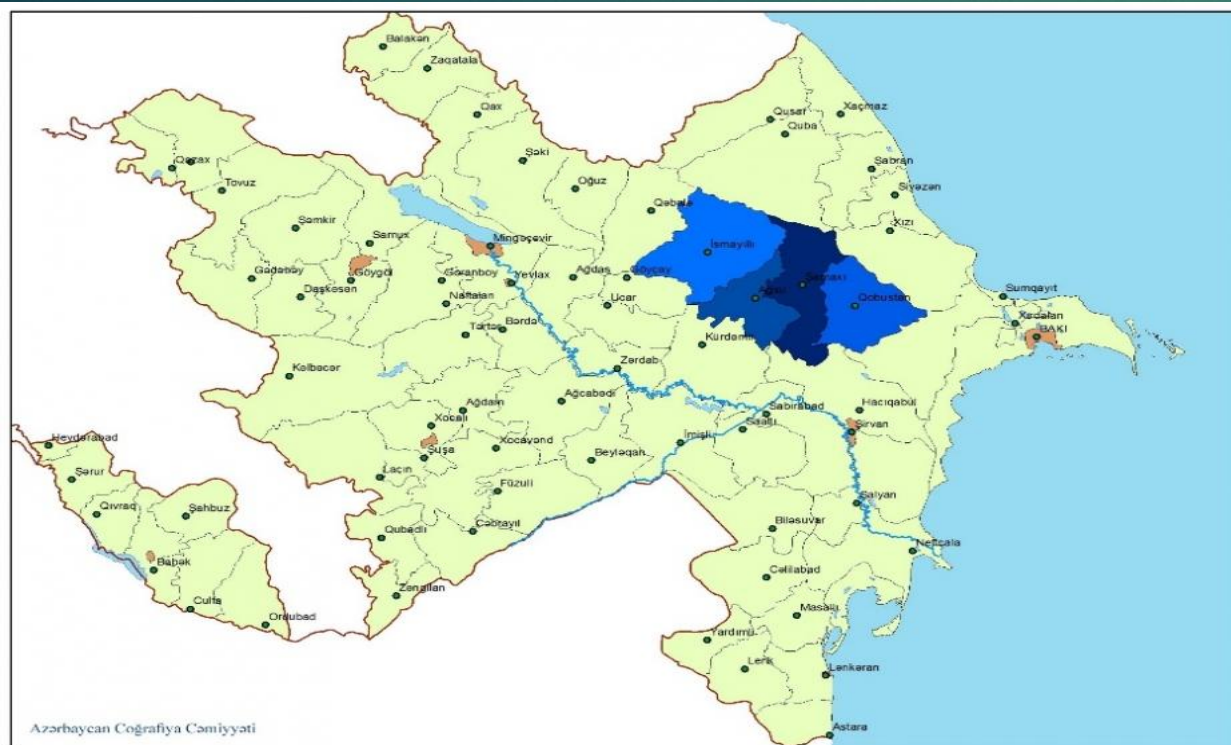 Balakən
Zaqatala
Qax
Qusar
Xaçmaz
Quba
Şəki
Qazax
Şabran
Tovuz
Oğuz
Siyəzən
Qəbələ
Xızı
Şəmkir
Samux
Mingəçevir
İsmayıllı
Gədəbəy
Göygöl
Goranboy
Yevlax
Ağdaş
Göyçay
Şamaxı
Daşkəsən
Naftalan
Ucar
Ağsu
Qobustan
Sumqayıt
Xırdalan
Tərtər
Bərdə
Kürdəmir
BAKI
Kəlbəcər
Zərdab
Ağdam
Ağcabədi
Sabirabad
Hacıqabul
Xocalı
Saatlı
Şirvan
Heydərabad
Şuşa
Xocavənd
İmişli
Şərur
Laçın
Beyləqan
Füzuli
Salyan
Qıvraq
Şahbuz
Qubadlı
Cəbrayıl
Biləsuvar
Neftçala
Babək
Cəlilabad
Zəngilan
Culfa
Masallı
Ordubad
Yardımlı
Lerik
Lənkəran
Azərbaycan Coğrafiya Cəmiyyəti
Astara